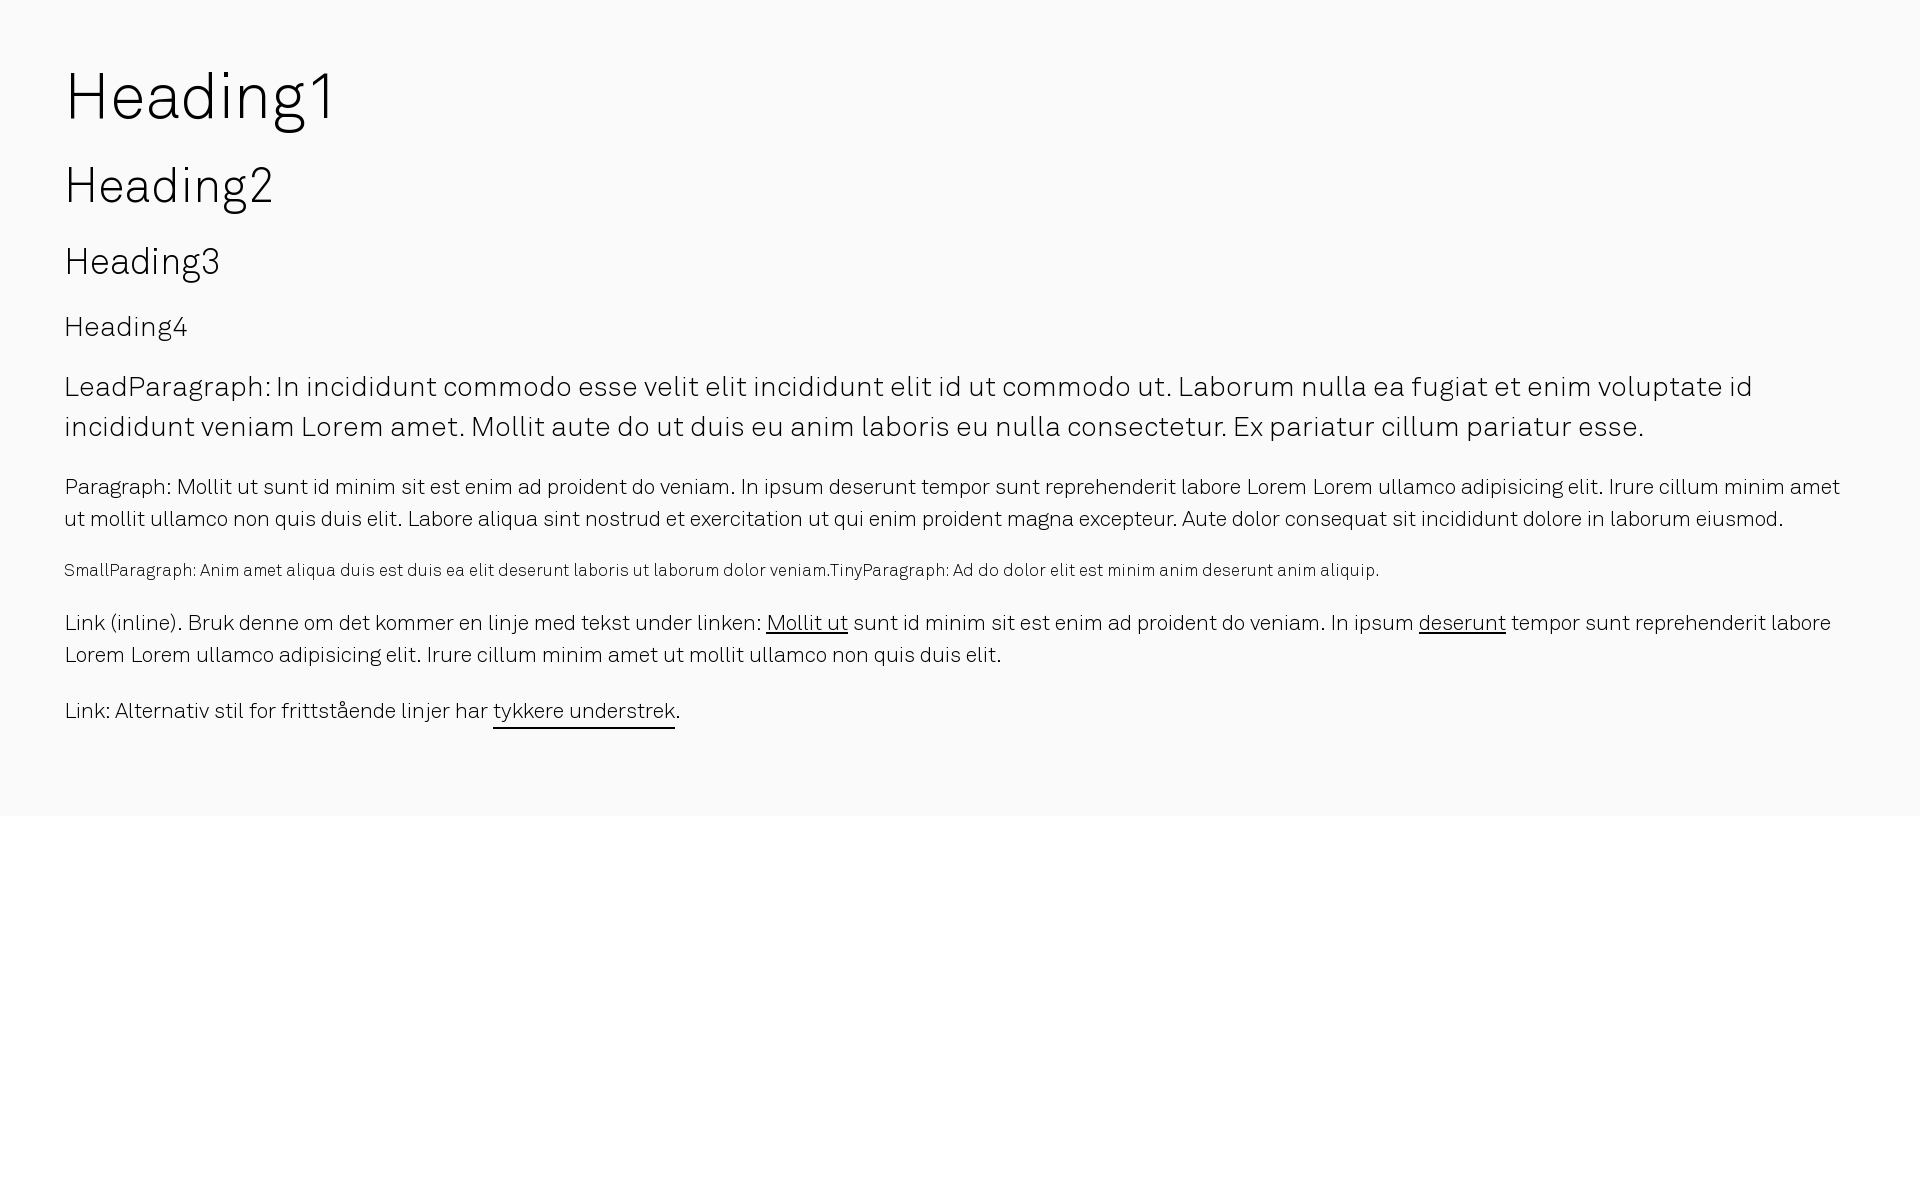 Heading1
Heading2
Heading3
Heading4
LeadParagraph: In incididunt commodo esse velit elit incididunt elit id ut commodo ut. Laborum nulla ea fugiat et enim voluptate id
incididunt veniam Lorem amet. Mollit aute do ut duis eu anim laboris eu nulla consectetur. Ex pariatur cillum pariatur esse.
Paragraph: Mollit ut sunt id minim sit est enim ad proident do veniam. In ipsum deserunt tempor sunt reprehenderit labore Lorem Lorem ullamco adipisicing elit. Irure cillum minim amet
ut mollit ullamco non quis duis elit. Labore aliqua sint nostrud et exercitation ut qui enim proident magna excepteur. Aute dolor consequat sit incididunt dolore in laborum eiusmod.
SmallParagraph: Anim amet aliqua duis est duis ea elit deserunt laboris ut laborum dolor veniam.TinyParagraph: Ad do dolor elit est minim anim deserunt anim aliquip.
Link (inline). Bruk denne om det kommer en linje med tekst under linken: Mollit ut sunt id minim sit est enim ad proident do veniam. In ipsum deserunt tempor sunt reprehenderit labore
Lorem Lorem ullamco adipisicing elit. Irure cillum minim amet ut mollit ullamco non quis duis elit.
Link: Alternativ stil for frittstående linjer har tykkere understrek.